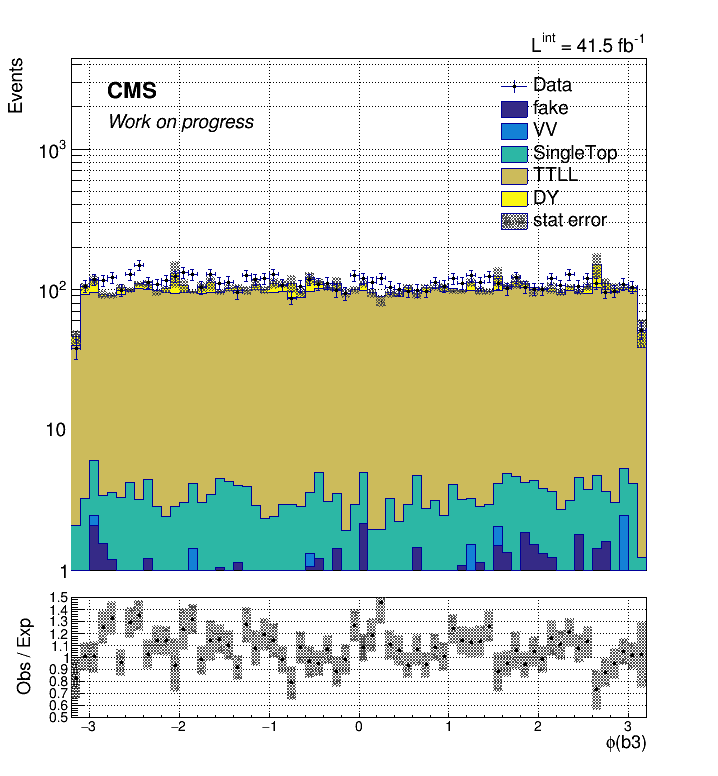 L^int = 41.5 fb^-1
Events
CMS
Work on progress
Data
fake
VV
SingleTop
TTLL
DY
stat error
10^3
10^2
10
1
Obs / Exp
1.5
1.4
1.3
1.2
1.1
1
0.9
0.8
0.7
0.6
0.5
−3 −2 −1 0 1 2 3
ϕ(b3)